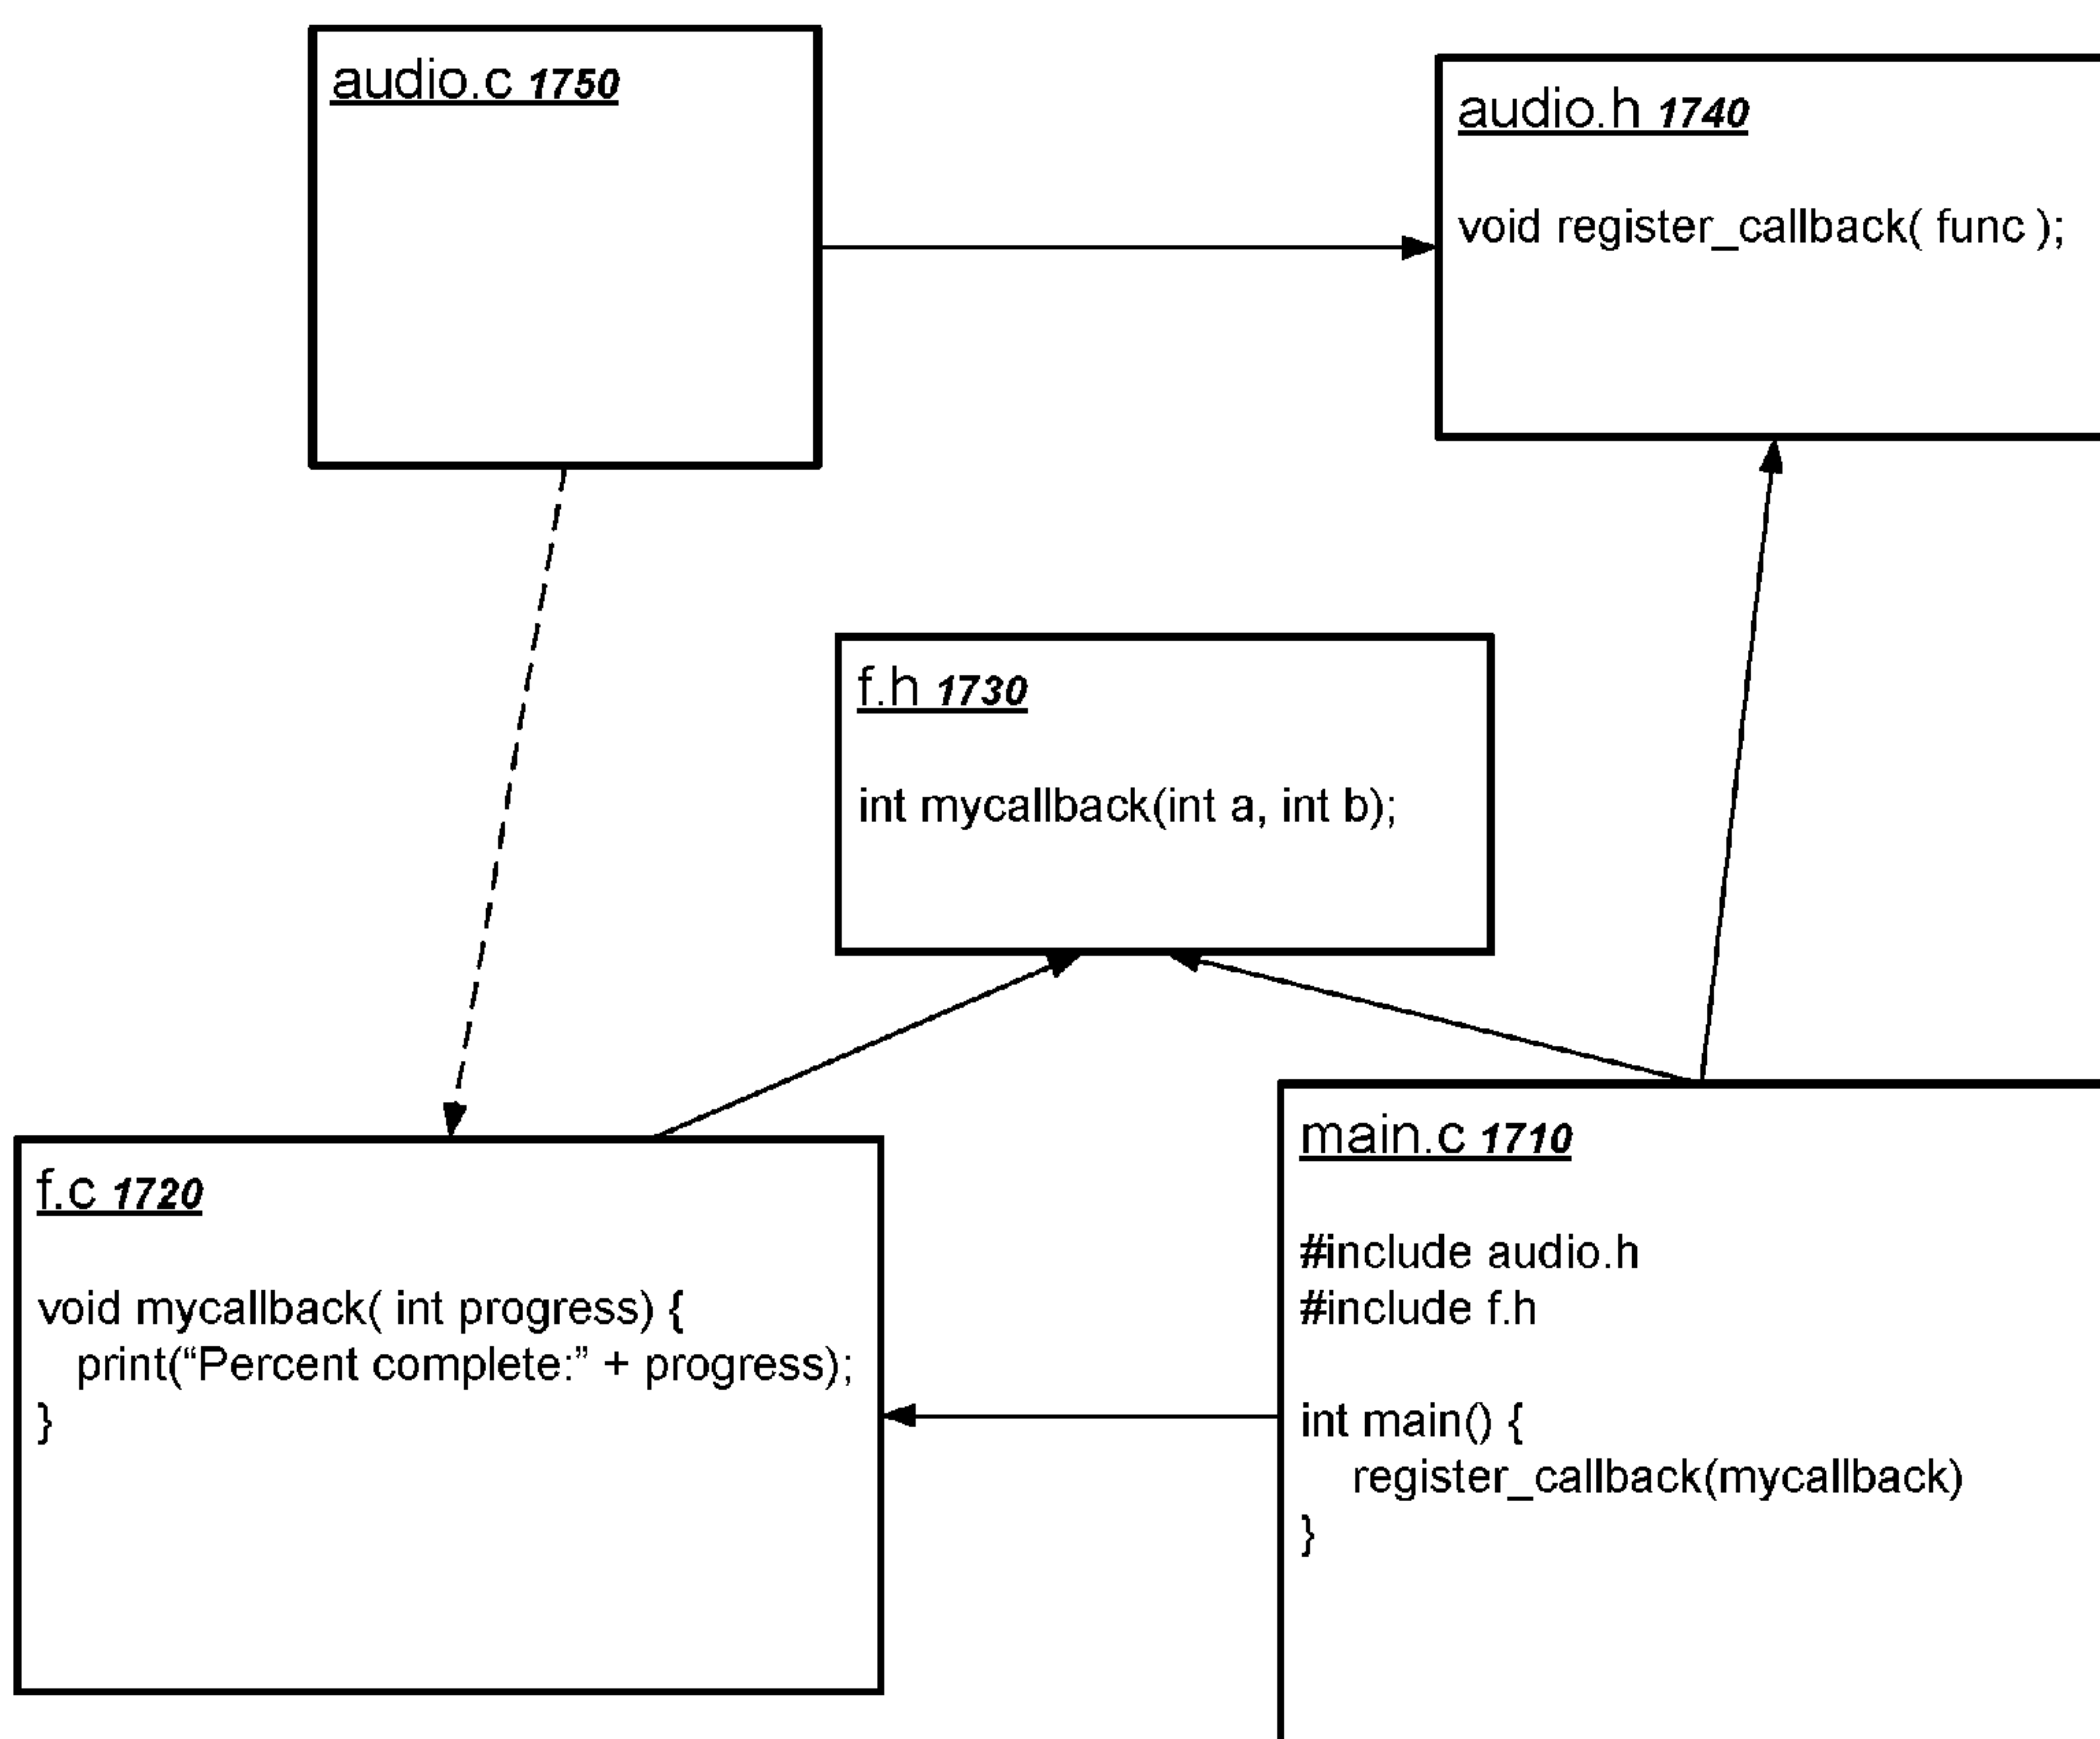 audio.c 1750
audio.h 1740
void register_callback( func );
f.h 1730
int mycallback(int a, int b);
f.c 1720
void mycallback( int progress) {
print(“Percent complete:” + progress);
}
main.c 1710
#include audio.h
#include f.h
int main() {
register_callback(mycallback)
}